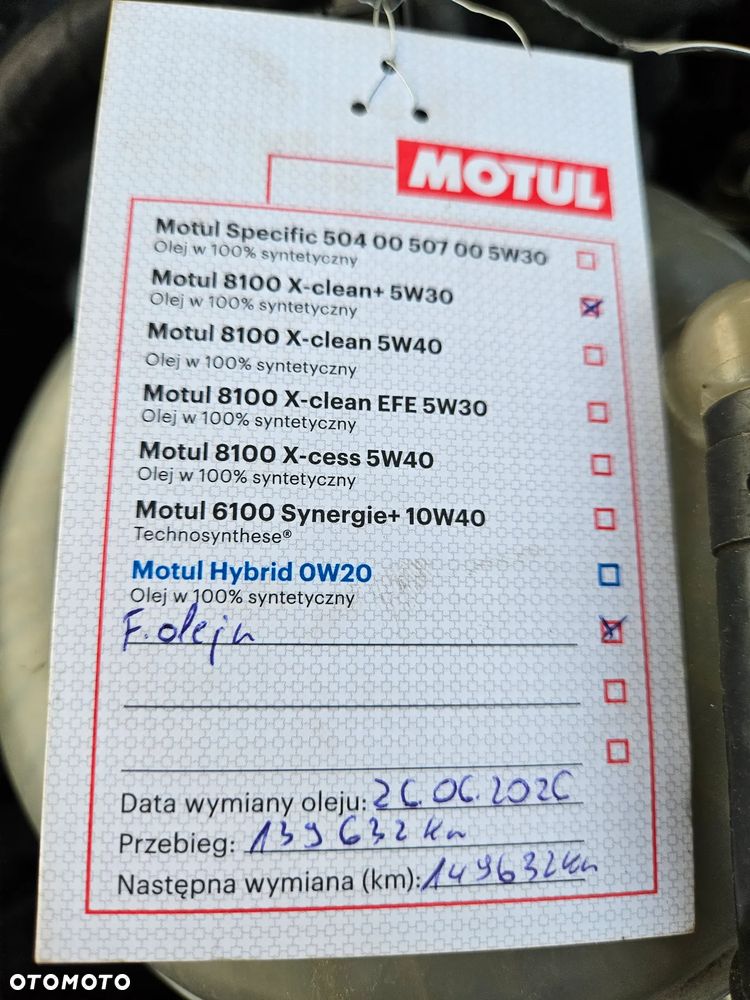 MOTUL
Motul Specific 504 00 507 00 5W30
Olej w 100% syntetyczny
Motul 8100 X-clean+ 5W30
Olej w 100% syntetyczny
Motul 8100 X-clean 5W40
Olej w 100% syntetyczny
Motul 8100 X-clean EFE 5W30
Olej w 100% syntetyczny
Motul 8100 X-cess 5W40
Olej w 100% syntetyczny
Motul 6100 Synergie+ 10W40
Technosynthese®
Motul Hybrid 0W20
Olej w 100% syntetyczny
F. oleju
Data wymiany oleju: 26.06.2026
Przebieg: 139632 km
Następna wymiana (km): 149632 km
OTOMOTO